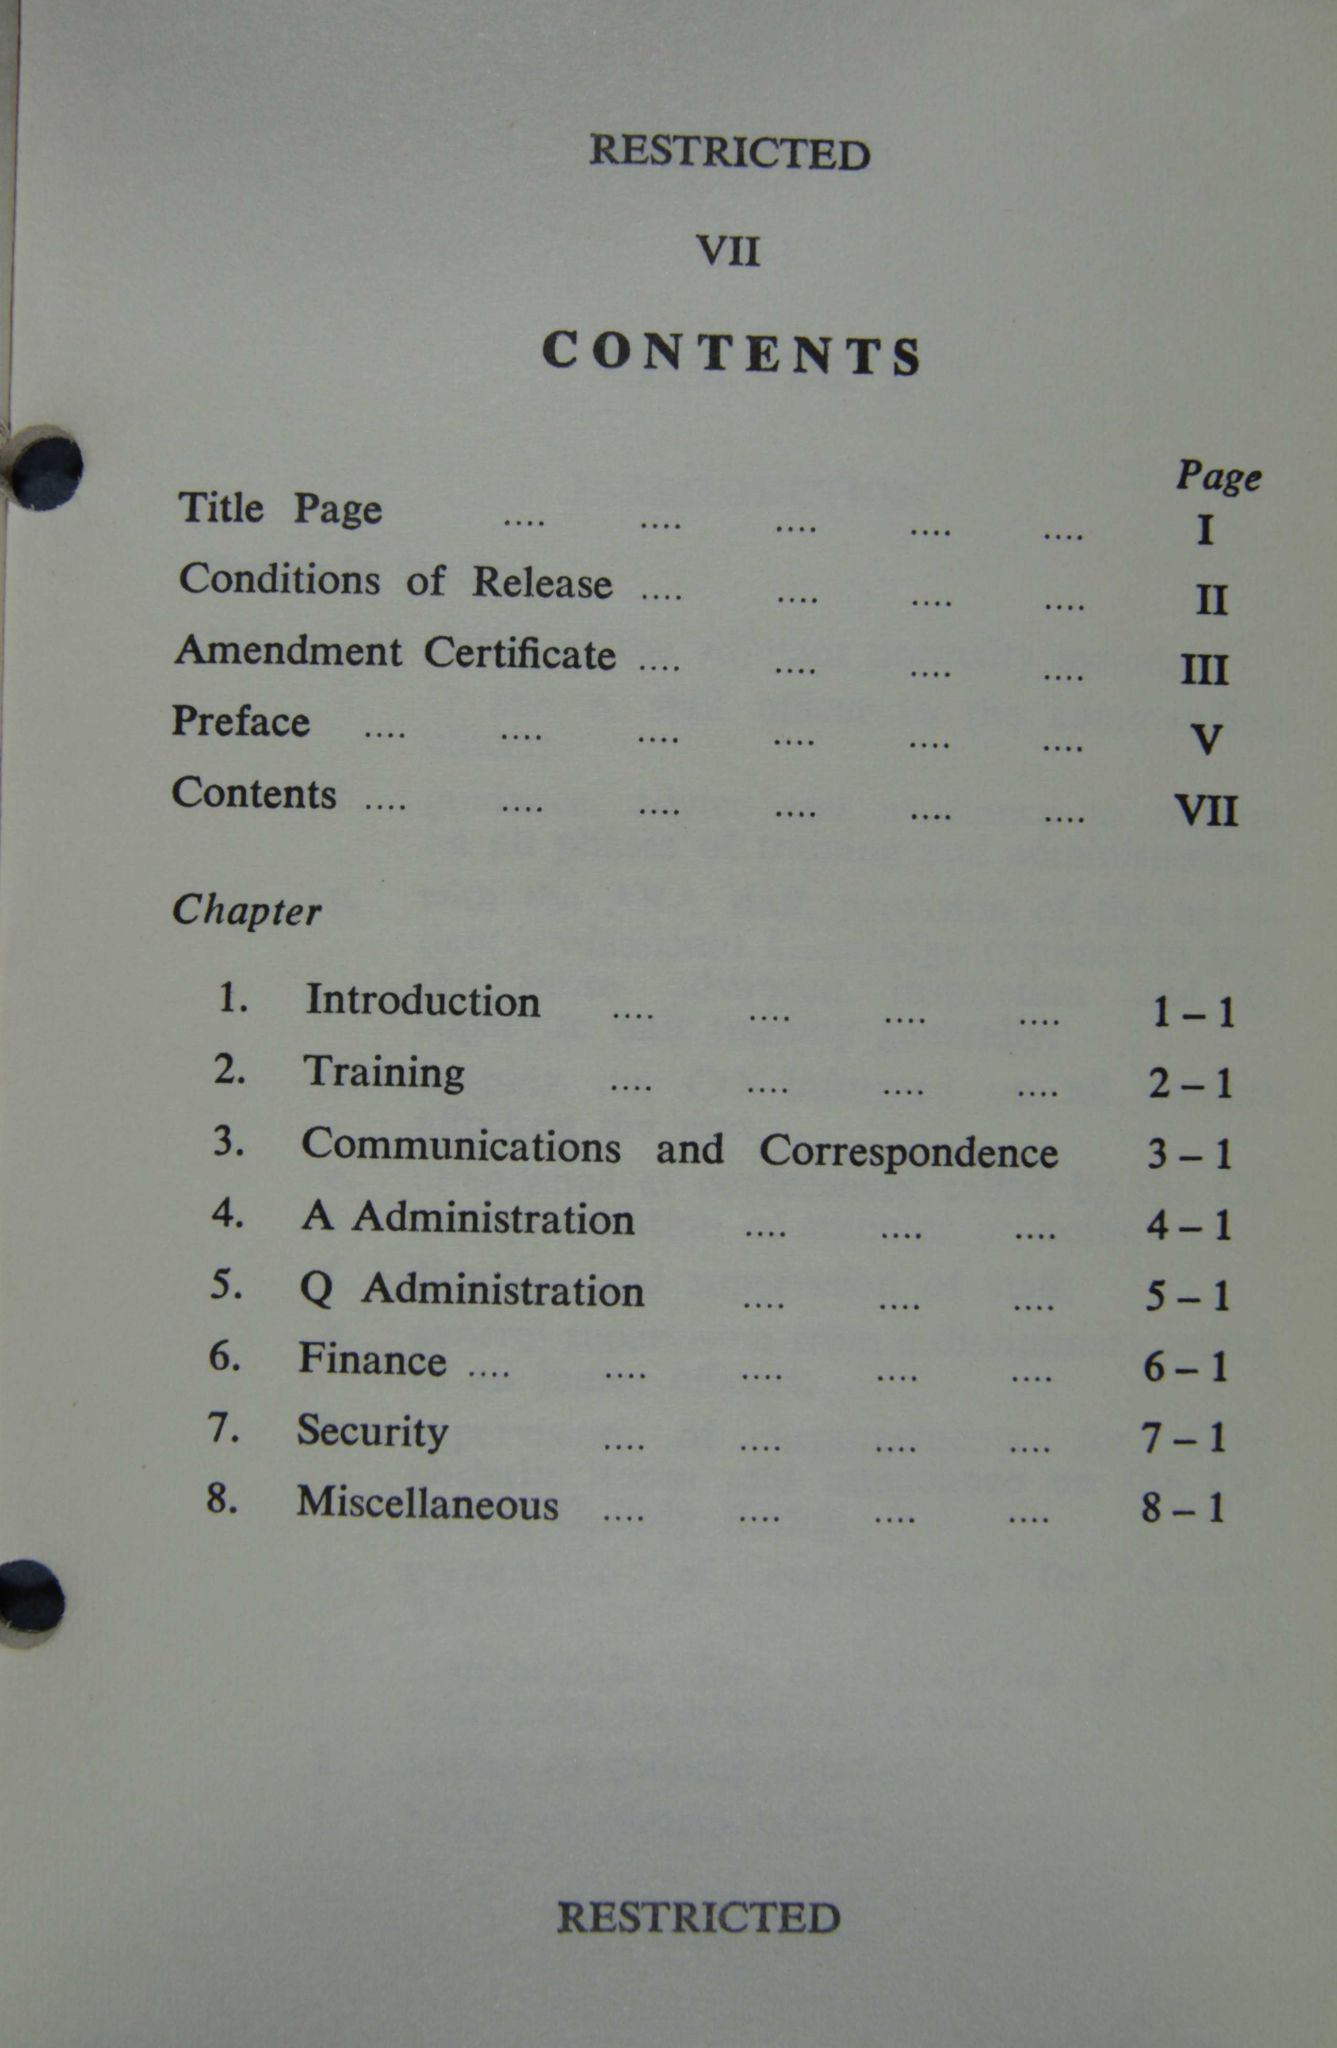 RESTRICTED
VII
CONTENTS
Page
Title Page .... .... .... .... .... I
Conditions of Release .... .... .... .... II
Amendment Certificate .... .... .... .... III
Preface .... .... .... .... .... .... V
Contents .... .... .... .... .... .... VII
Chapter
1. Introduction .... .... .... .... 1 – 1
2. Training .... .... .... .... 2 – 1
3. Communications and Correspondence 3 – 1
4. A Administration .... .... .... 4 – 1
5. Q Administration .... .... .... 5 – 1
6. Finance .... .... .... .... .... 6 – 1
7. Security .... .... .... .... 7 – 1
8. Miscellaneous .... .... .... .... 8 – 1
RESTRICTED